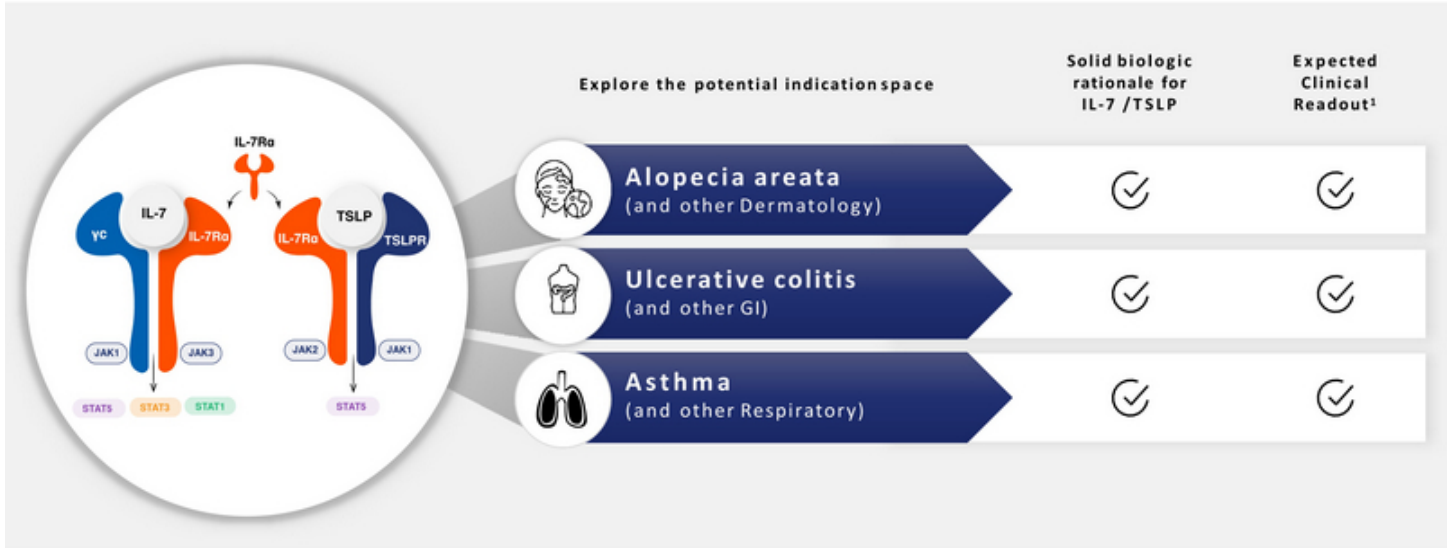 Explore the potential indication space
Solid biologic
rationale for
IL-7 /TSLP
Expected
Clinical
Readout¹
IL-7Rα
IL-7
γc
IL-7Rα
TSLP
IL-7Rα
TSLPR
JAK1
JAK3
JAK2
JAK1
STAT5
STAT3
STAT1
STAT5
Alopecia areata
(and other Dermatology)
Ulcerative colitis
(and other GI)
Asthma
(and other Respiratory)